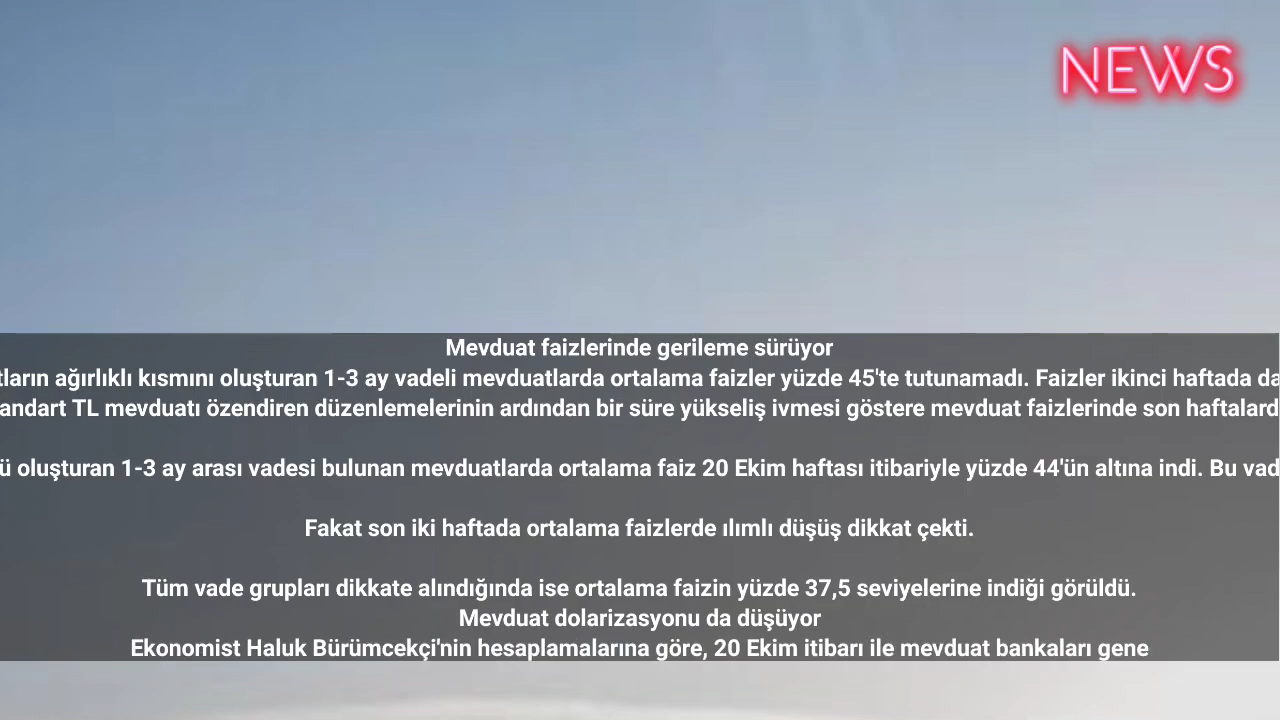 NEWS
Mevduat faizlerinde gerileme sürüyor
ağırlıklı kısmını oluşturan 1-3 ay vadeli mevduatlarda ortalama faizler yüzde 45'te tutunamadı. Faizler ikinci haftada da
TL mevduatı özendiren düzenlemelerinin ardından bir süre yükseliş ivmesi göstere mevduat faizlerinde son
oluşturan 1-3 ay arası vadesi bulunan mevduatlarda ortalama faiz 20 Ekim haftası itibariyle yüzde 44'ün altına indi. Bu
Fakat son iki haftada ortalama faizlerde ılımlı düşüş dikkat çekti.
Tüm vade grupları dikkate alındığında ise ortalama faizin yüzde 37,5 seviyelerine indiği görüldü.
Mevduat dolarizasyonu da düşüyor
Ekonomist Haluk Bürümcekçi'nin hesaplamalarına göre, 20 Ekim itibarı ile mevduat bankaları gene